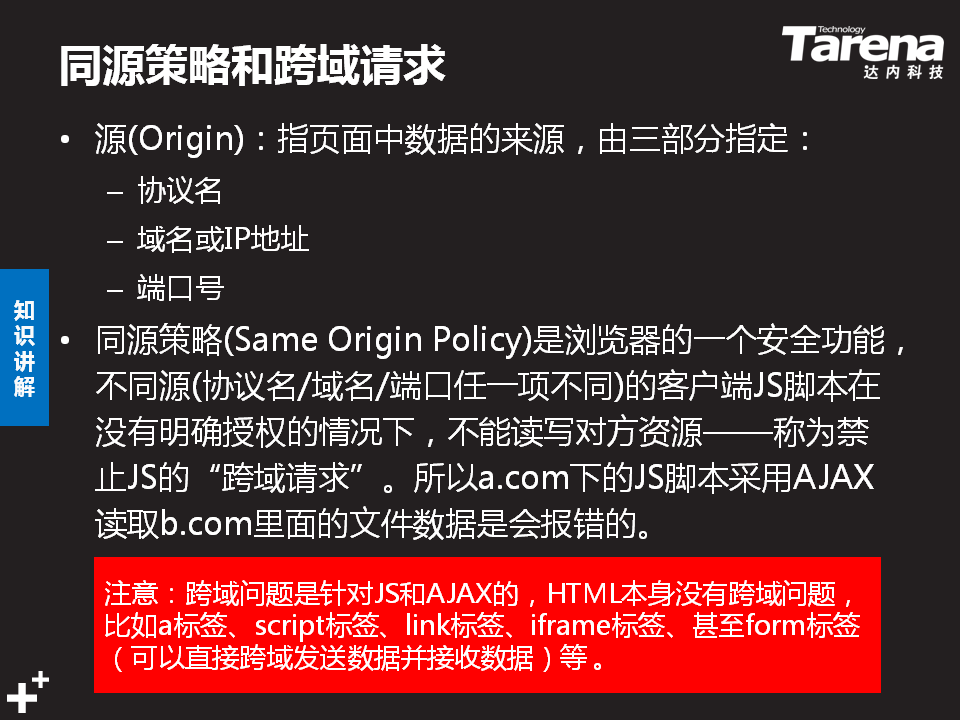 同源策略和跨域请求
Technology
Tarena
达内科技
• 源(Origin)：指页面中数据的来源，由三部分指定：
– 协议名
– 域名或IP地址
– 端口号
知识讲解
• 同源策略(Same Origin Policy)是浏览器的一个安全功能，
不同源(协议名/域名/端口任一项不同)的客户端JS脚本在
没有明确授权的情况下，不能读写对方资源——称为禁
止JS的“跨域请求”。所以a.com下的JS脚本采用AJAX
读取b.com里面的文件数据是会报错的。
注意：跨域问题是针对JS和AJAX的，HTML本身没有跨域问题，
比如a标签、script标签、link标签、iframe标签、甚至form标签
（可以直接跨域发送数据并接收数据）等 。